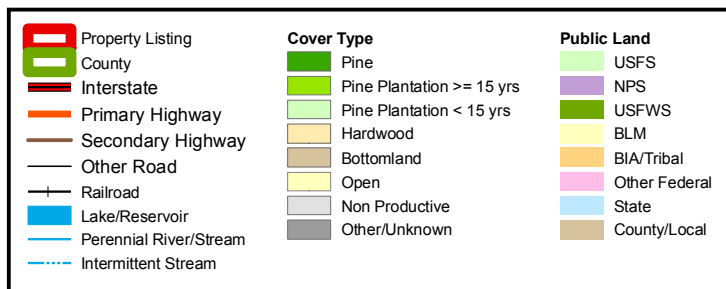 Property Listing
County
Interstate
Primary Highway
Secondary Highway
Other Road
Railroad
Lake/Reservoir
Perennial River/Stream
Intermittent Stream
Cover Type
Pine
Pine Plantation >= 15 yrs
Pine Plantation < 15 yrs
Hardwood
Bottomland
Open
Non Productive
Other/Unknown
Public Land
USFS
NPS
USFWS
BLM
BIA/Tribal
Other Federal
State
County/Local